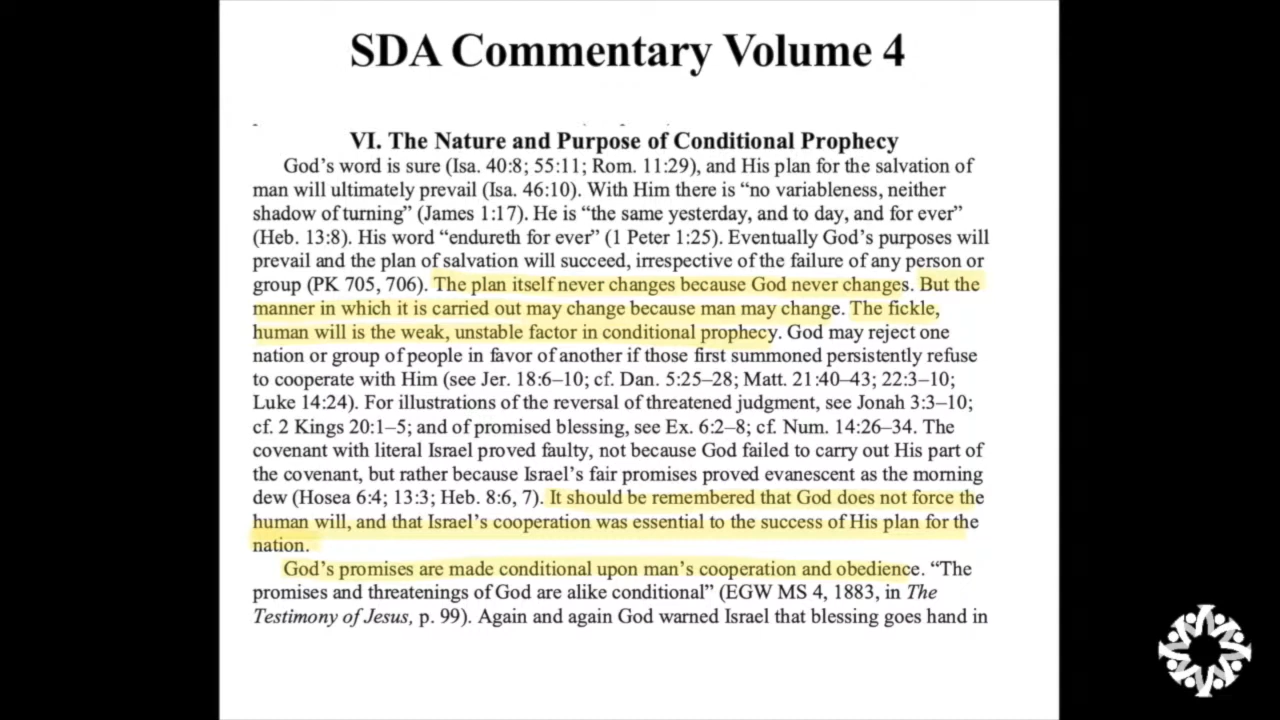 SDA Commentary Volume 4
VI. The Nature and Purpose of Conditional Prophecy
God’s word is sure (Isa. 40:8; 55:11; Rom. 11:29), and His plan for the salvation of
man will ultimately prevail (Isa. 46:10). With Him there is “no variableness, neither
shadow of turning” (James 1:17). He is “the same yesterday, and to day, and for ever”
(Heb. 13:8). His word “endureth for ever” (1 Peter 1:25). Eventually God’s purposes will
prevail and the plan of salvation will succeed, irrespective of the failure of any person or
group (PK 705, 706). The plan itself never changes because God never changes. But the
manner in which it is carried out may change because man may change. The fickle,
human will is the weak, unstable factor in conditional prophecy. God may reject one
nation or group of people in favor of another if those first summoned persistently refuse
to cooperate with Him (see Jer. 18:6–10; cf. Dan. 5:25–28; Matt. 21:40–43; 22:3–10;
Luke 14:24). For illustrations of the reversal of threatened judgment, see Jonah 3:3–10;
cf. 2 Kings 20:1–5; and of promised blessing, see Ex. 6:2–8; cf. Num. 14:26–34. The
covenant with literal Israel proved faulty, not because God failed to carry out His part of
the covenant, but rather because Israel’s fair promises proved evanescent as the morning
dew (Hosea 6:4; 13:3; Heb. 8:6, 7). It should be remembered that God does not force the
human will, and that Israel’s cooperation was essential to the success of His plan for the
nation.
God’s promises are made conditional upon man’s cooperation and obedience. “The
promises and threatenings of God are alike conditional” (EGW MS 4, 1883, in The
Testimony of Jesus, p. 99). Again and again God warned Israel that blessing goes hand in